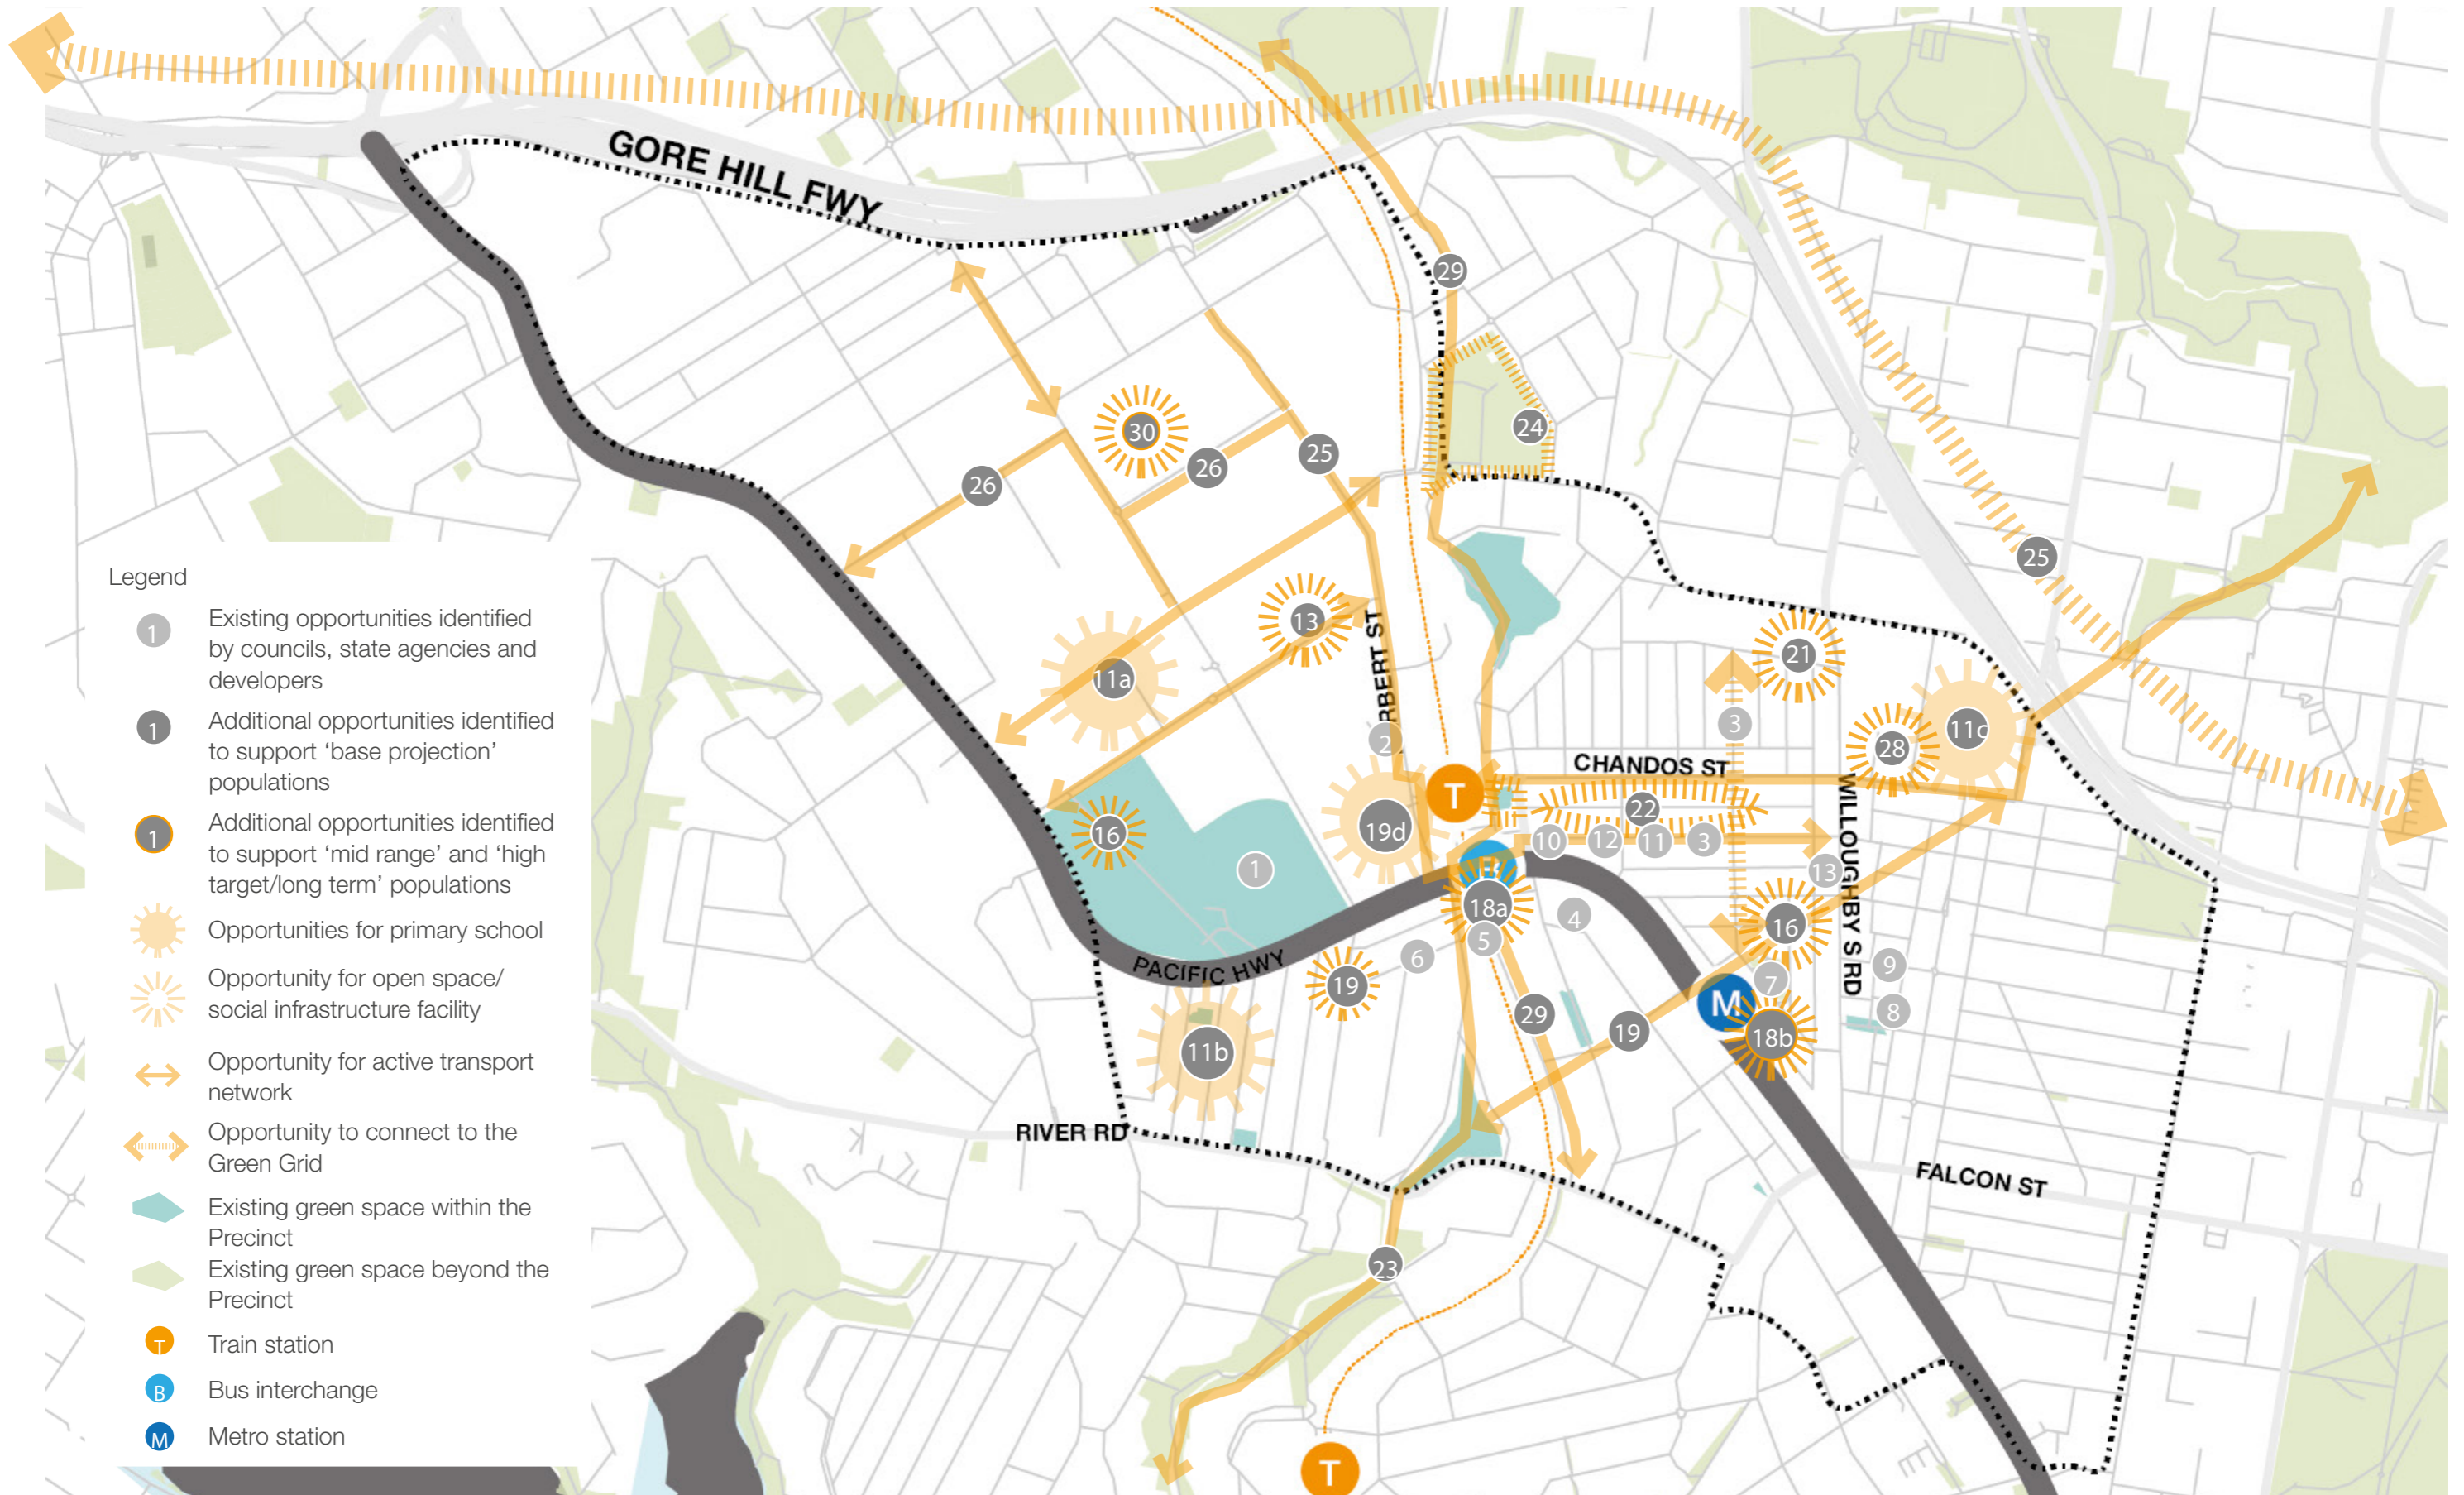 GORE HILL FWY
29
30
24
26
26
25
25
Legend
1
Existing opportunities identified
by councils, state agencies and
developers
1
Additional opportunities identified
to support ‘base projection’
populations
1
Additional opportunities identified
to support ‘mid range’ and ‘high
target/long term’ populations
Opportunities for primary school
Opportunity for open space/
social infrastructure facility
Opportunity for active transport
network
Opportunity to connect to the
Green Grid
Existing green space within the
Precinct
Existing green space beyond the
Precinct
T
Train station
B
Bus interchange
M
Metro station
13
RBERT ST
21
11a
2
3
28
11c
CHANDOS ST
T
22
WILLOUGHBY S RD
16
19d
10
12
11
3
1
B
13
18a
4
16
5
6
PACIFIC HWY
19
7
9
M
8
29
19
18b
11b
RIVER RD
FALCON ST
23
T